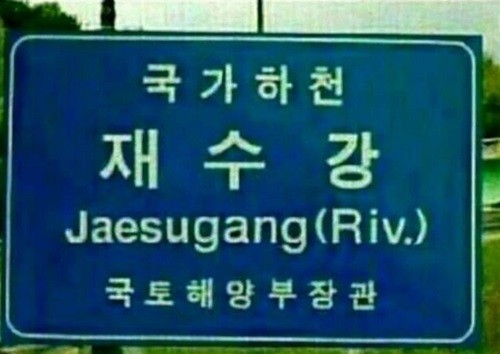 국가하천
재수강
Jaesugang(Riv.)
국토해양부장관